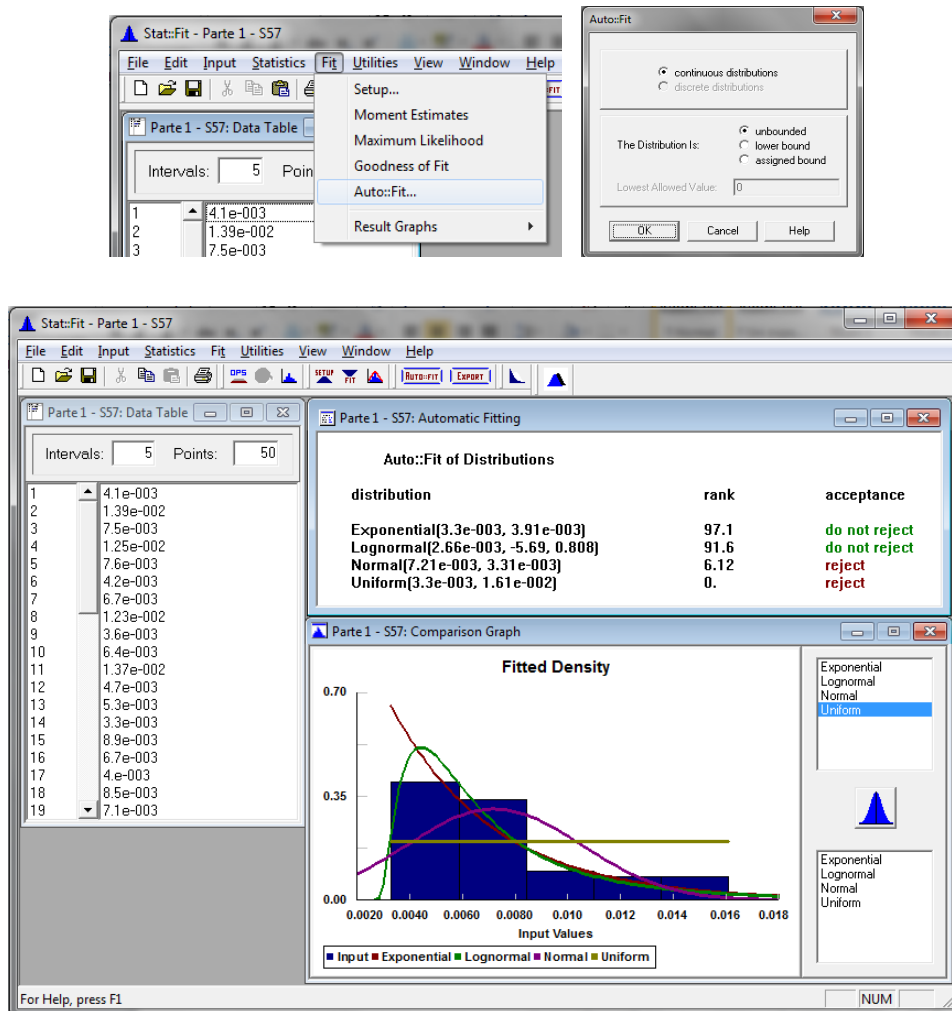 Stat::Fit - Parte 1 - S57
File Edit Input Statistics Fit Utilities View Window Help
Setup...
Moment Estimates
Maximum Likelihood
Goodness of Fit
Auto::Fit...
Result Graphs
Parte 1 - S57: Data Table
Intervals: 5 Poin
1 4.1e-003
2 1.39e-002
3 7.5e-003
Auto::Fit
continuous distributions
discrete distributions
The Distribution Is:
unbounded
lower bound
assigned bound
Lowest Allowed Value: 0
OK Cancel Help
Stat::Fit - Parte 1 - S57
File Edit Input Statistics Fit Utilities View Window Help
OPS SETUP FIT AUTO::FIT EXPORT
Parte 1 - S57: Data Table
Intervals: 5 Points: 50
1 4.1e-003
2 1.39e-002
3 7.5e-003
4 1.25e-002
5 7.6e-003
6 4.2e-003
7 6.7e-003
8 1.23e-002
9 3.6e-003
10 6.4e-003
11 1.37e-002
12 4.7e-003
13 5.3e-003
14 3.3e-003
15 8.9e-003
16 6.7e-003
17 4.e-003
18 8.5e-003
19 7.1e-003
Parte 1 - S57: Automatic Fitting
Auto::Fit of Distributions
distribution rank acceptance
Exponential(3.3e-003, 3.91e-003) 97.1 do not reject
Lognormal(2.66e-003, -5.69, 0.808) 91.6 do not reject
Normal(7.21e-003, 3.31e-003) 6.12 reject
Uniform(3.3e-003, 1.61e-002) 0. reject
Parte 1 - S57: Comparison Graph
Fitted Density
0.70
0.35
0.00
0.0020 0.0040 0.0060 0.0080 0.010 0.012 0.014 0.016 0.018
Input Values
Input Exponential Lognormal Normal Uniform
Exponential
Lognormal
Normal
Uniform
Exponential
Lognormal
Normal
Uniform
For Help, press F1
NUM